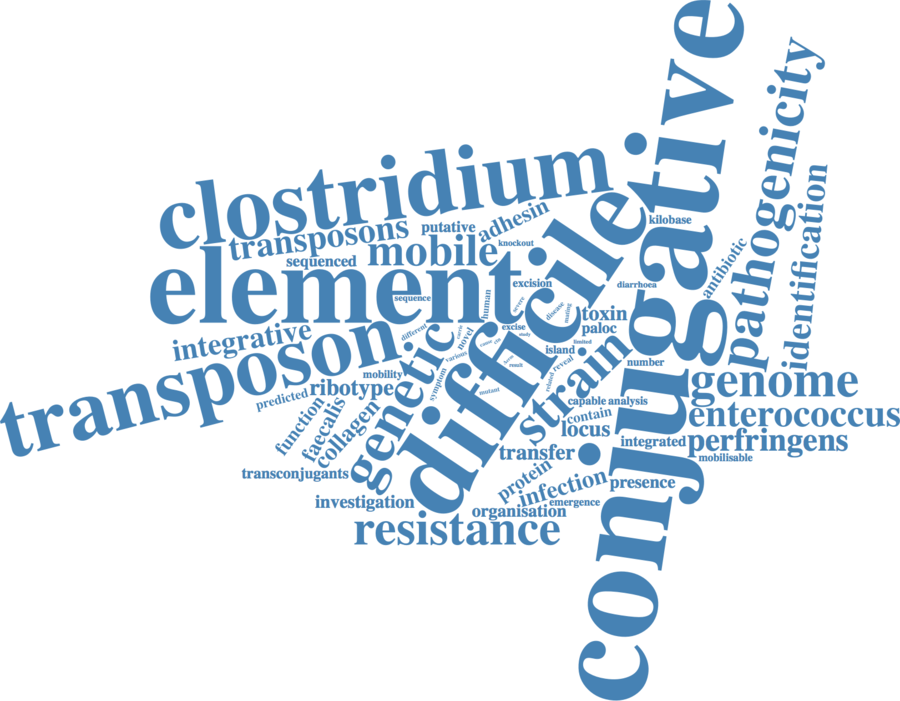 conjugative
pathogenicity
clostridium
identification
difficile
transposons
putative
adhesin
kilobase
mobile
knockout
sequenced
antibiotic
element
excision
diarrhoea
sequence
human
severe
disease
mating
toxin
integrative
different
carrie
novel
excise
paloc
transposon
genetic
study
cause
limited
various
island
strain
number
mobility
symptom
result
reveal
related
genome
predicted
ribotype
mutant
capable
analysis
function
faecalis
collagen
contain
locus
enterococcus
integrated
perfringens
transfer
mobilisable
transconjugants
protein
infection
presence
investigation
organisation
emergence
resistance